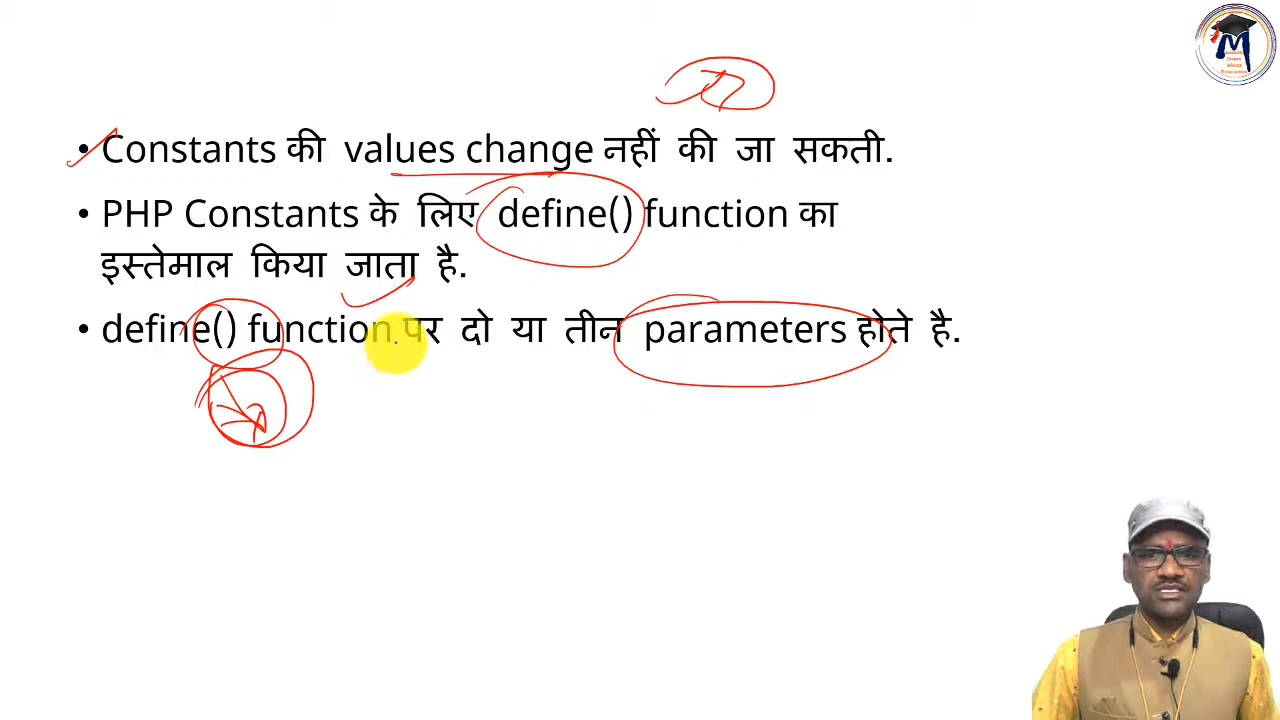 • Constants की values change नहीं की जा सकती.
• PHP Constants के लिए define() function का
इस्तेमाल किया जाता है.
• define() function पर दो या तीन parameters होते है.